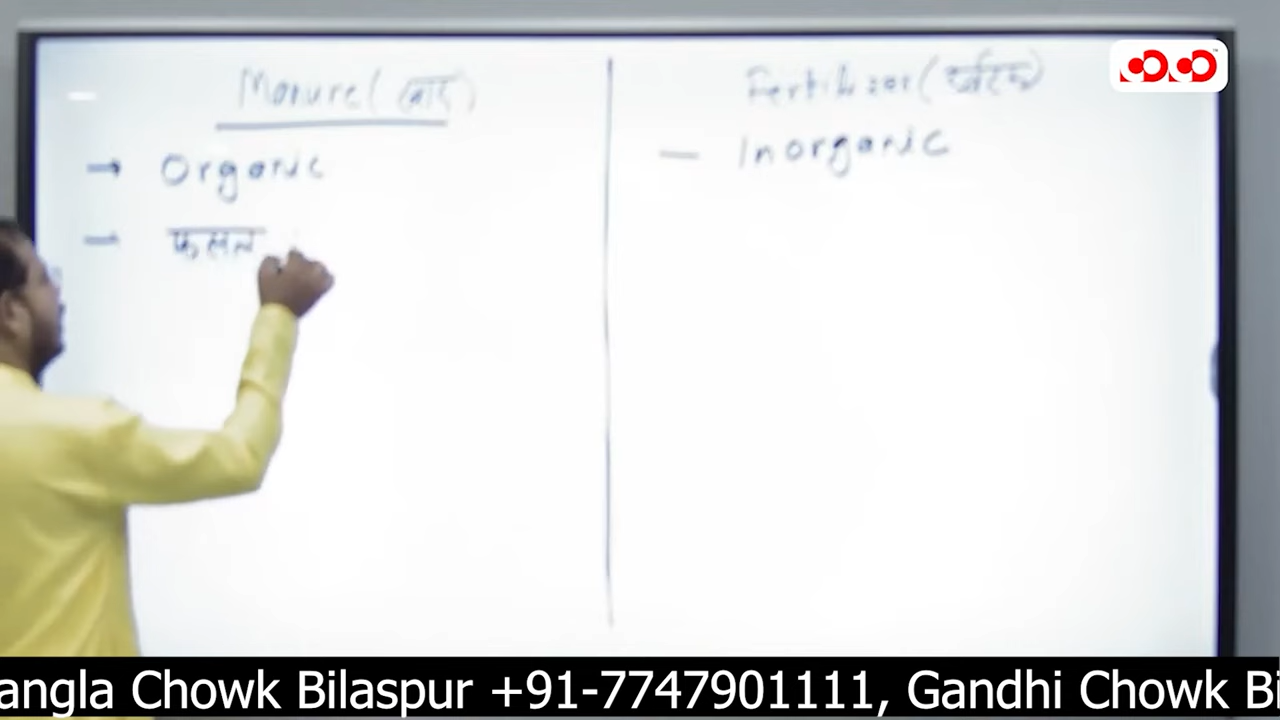 Manure (खाद)
→ Organic
— फसल
Fertilizer (उर्वरक)
— Inorganic
angla Chowk Bilaspur +91-7747901111, Gandhi Chowk Bi